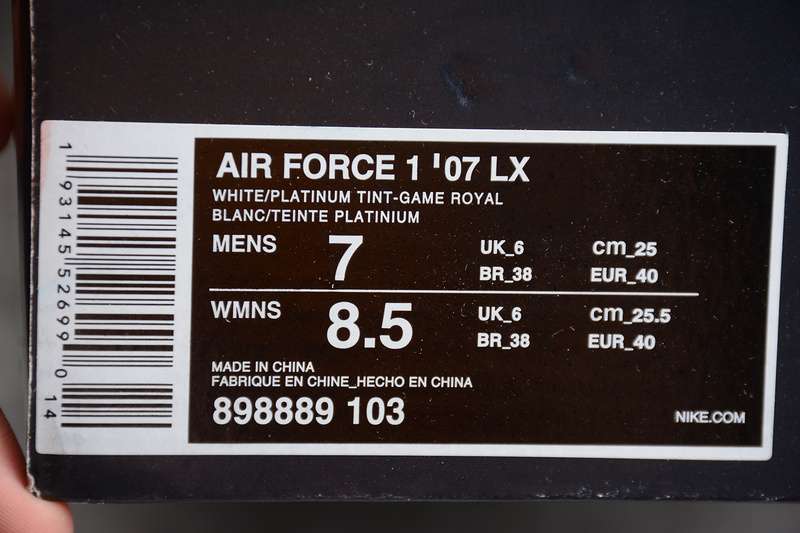 AIR FORCE 1 '07 LX
WHITE/PLATINUM TINT-GAME ROYAL
BLANC/TEINTE PLATINIUM
MENS 7 UK_6 cm_25
BR_38 EUR_40
WMNS 8.5 UK_6 cm_25.5
BR_38 EUR_40
MADE IN CHINA
FABRIQUE EN CHINE_HECHO EN CHINA
898889 103
NIKE.COM
1 93145 52699 0 14